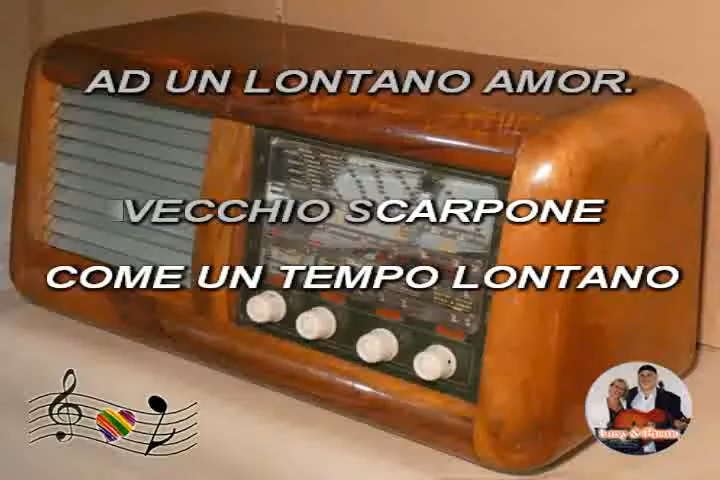 AD UN LONTANO AMOR.
VECCHIO SCARPONE
COME UN TEMPO LONTANO